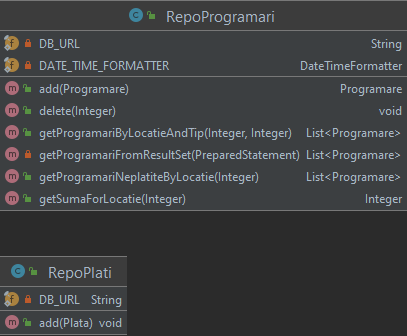 RepoProgramari
DB_URL String
DATE_TIME_FORMATTER DateTimeFormatter
add(Programare) Programare
delete(Integer) void
getProgramariByLocatieAndTip(Integer, Integer) List<Programare>
getProgramariFromResultSet(PreparedStatement) List<Programare>
getProgramariNeplatiteByLocatie(Integer) List<Programare>
getSumaForLocatie(Integer) Integer
RepoPlati
DB_URL String
add(Plata) void